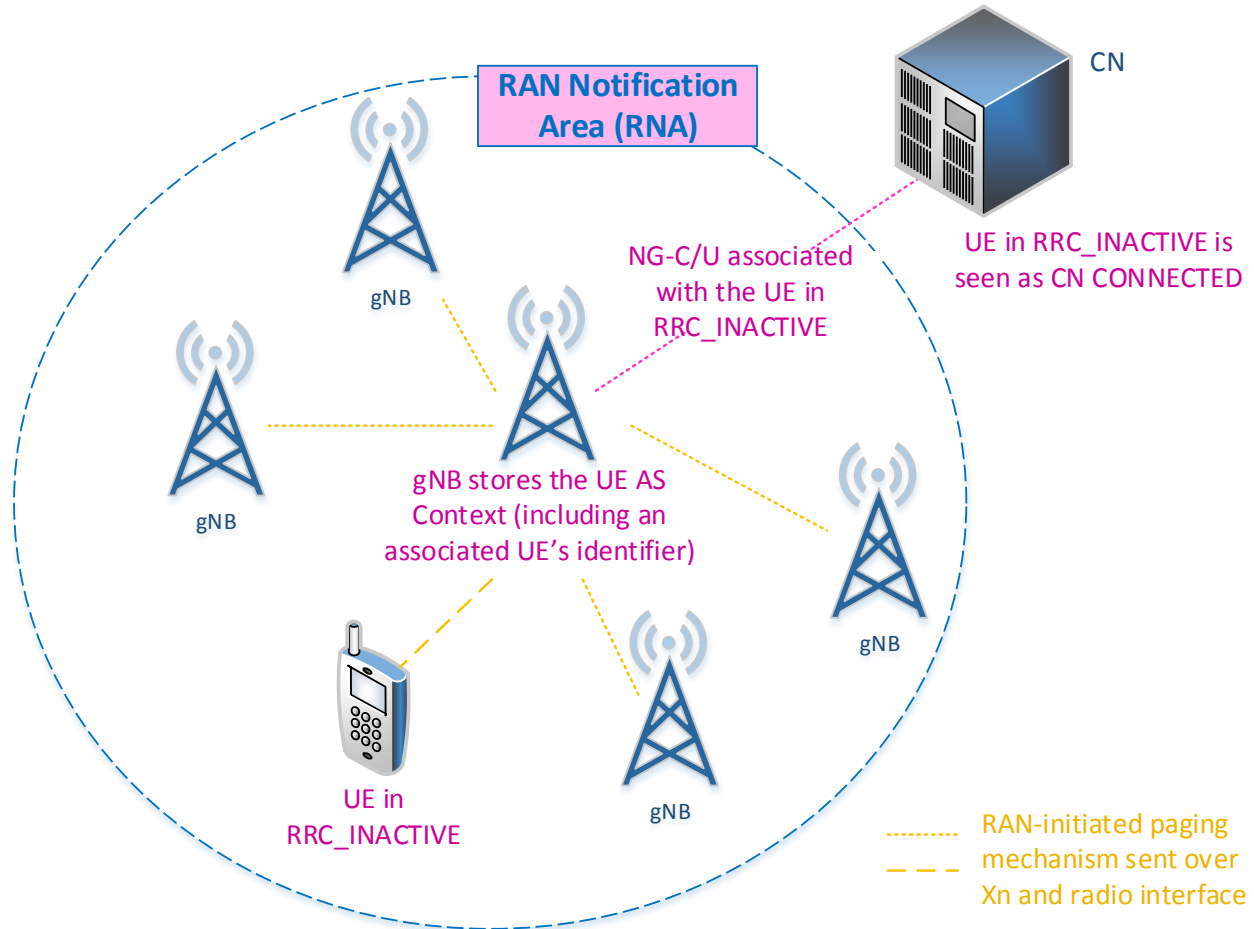 CN
RAN Notification
Area (RNA)
gNB
UE in RRC_INACTIVE is
seen as CN CONNECTED
NG-C/U associated
with the UE in
RRC_INACTIVE
gNB
gNB stores the UE AS
Context (including an
associated UE’s identifier)
gNB
gNB
UE in
RRC_INACTIVE
RAN-initiated paging
mechanism sent over
Xn and radio interface